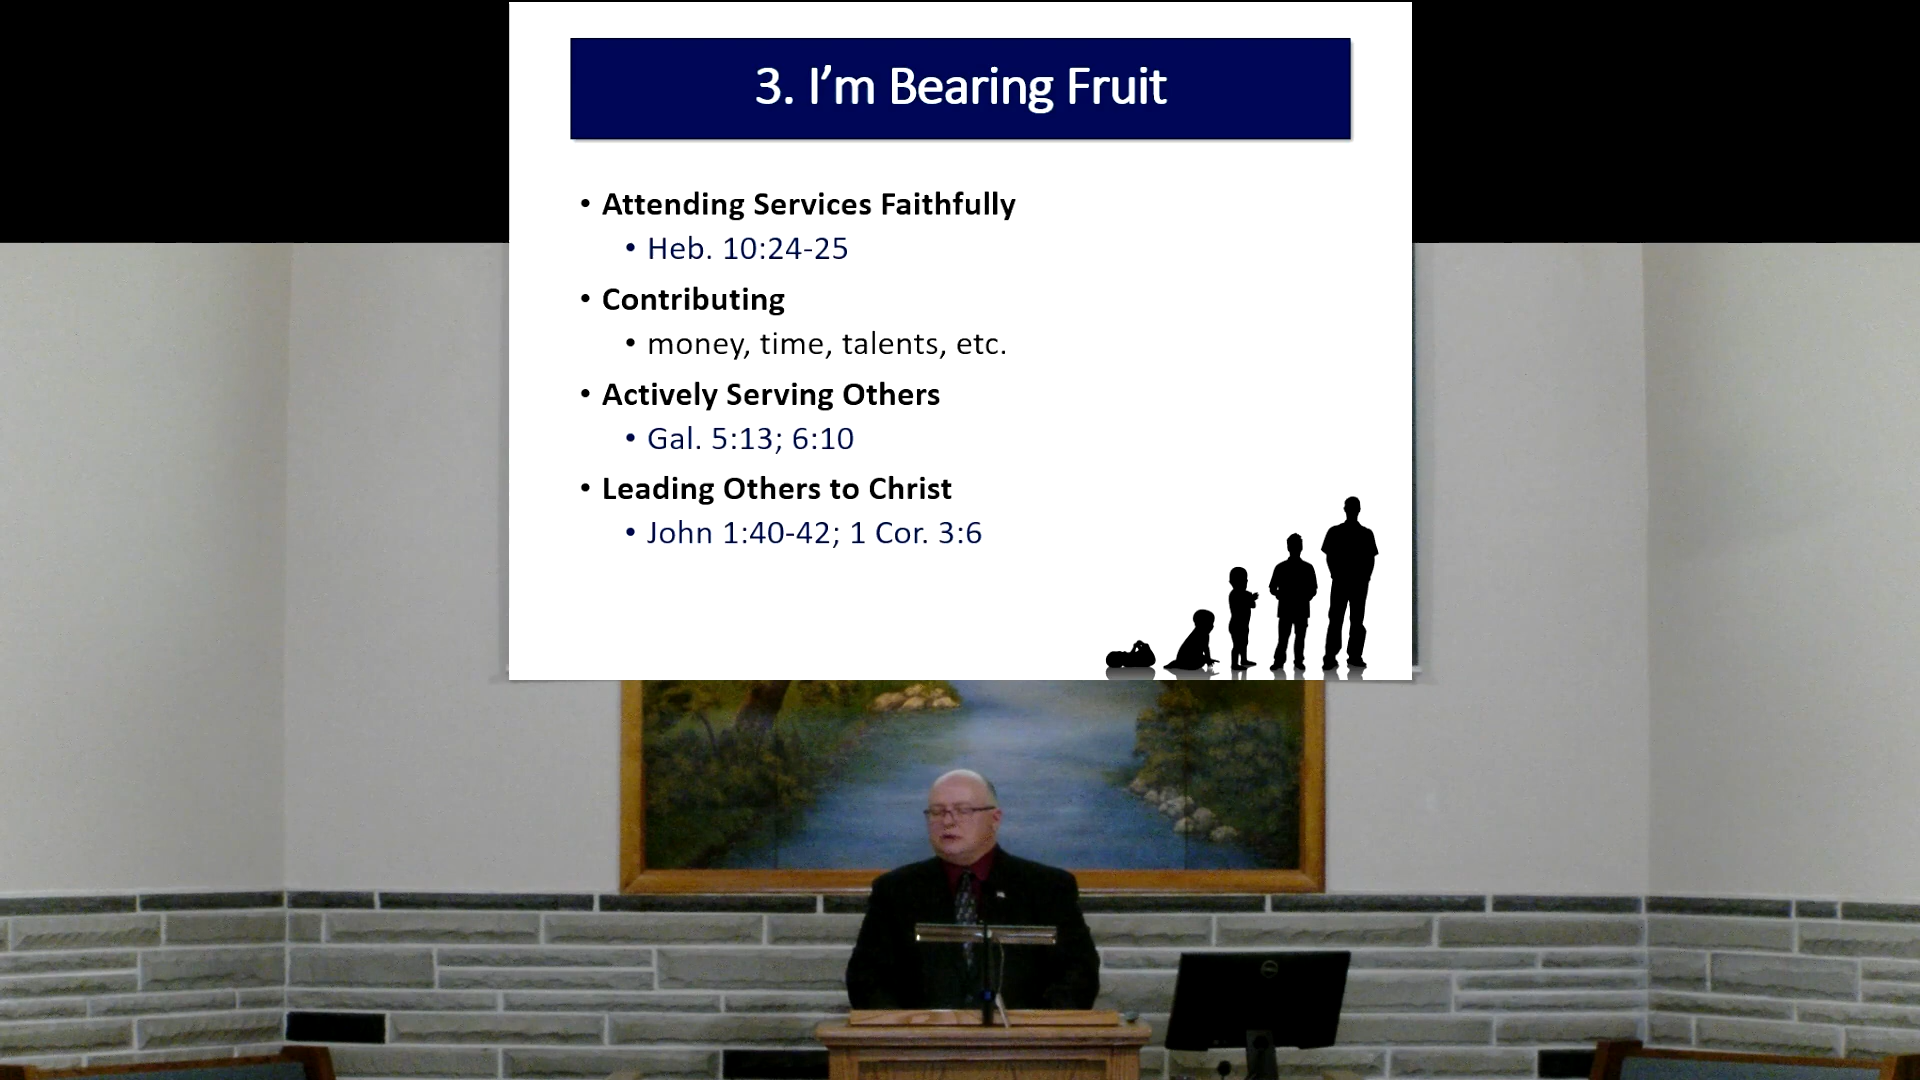 3. I'm Bearing Fruit
• Attending Services Faithfully
• Heb. 10:24-25
• Contributing
• money, time, talents, etc.
• Actively Serving Others
• Gal. 5:13; 6:10
• Leading Others to Christ
• John 1:40-42; 1 Cor. 3:6
DELL